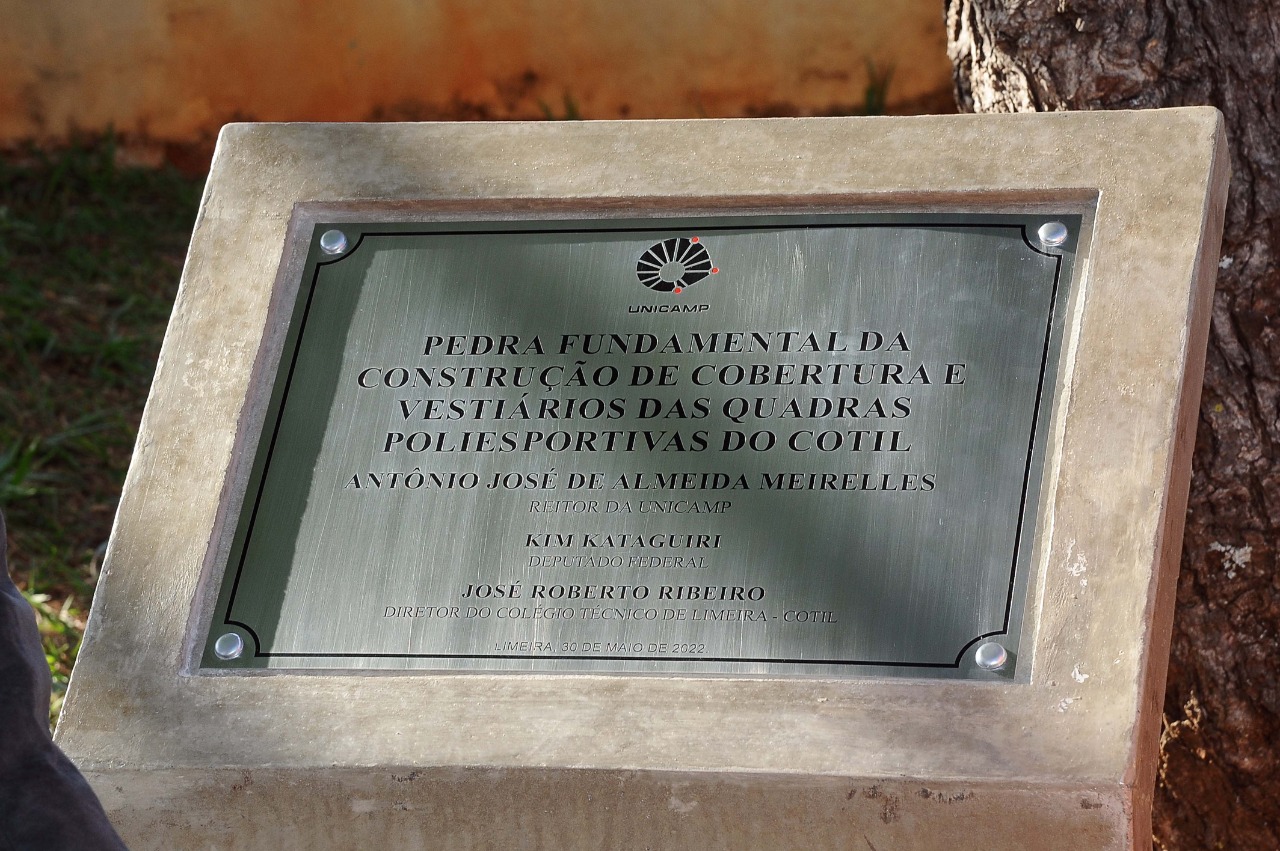 UNICAMP
PEDRA FUNDAMENTAL DA
CONSTRUÇÃO DE COBERTURA E
VESTIÁRIOS DAS QUADRAS
POLIESPORTIVAS DO COTIL
ANTÔNIO JOSÉ DE ALMEIDA MEIRELLES
REITOR DA UNICAMP
KIM KATAGUIRI
DEPUTADO FEDERAL
JOSÉ ROBERTO RIBEIRO
DIRETOR DO COLÉGIO TÉCNICO DE LIMEIRA - COTIL
LIMEIRA, 30 DE MAIO DE 2022.